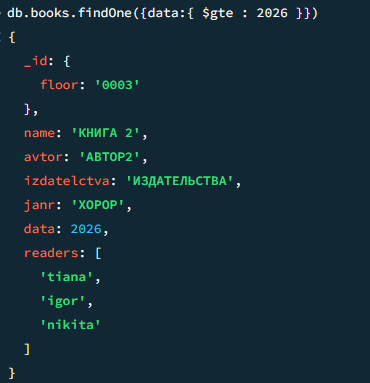 db.books.findOne({data:{ $gte : 2026 }})
{
  _id: {
    floor: '0003'
  },
  name: 'КНИГА 2',
  avtor: 'АВТОР2',
  izdatelctva: 'ИЗДАТЕЛЬСТВА',
  janr: 'ХОРОР',
  data: 2026,
  readers: [
    'tiana',
    'igor',
    'nikita'
  ]
}